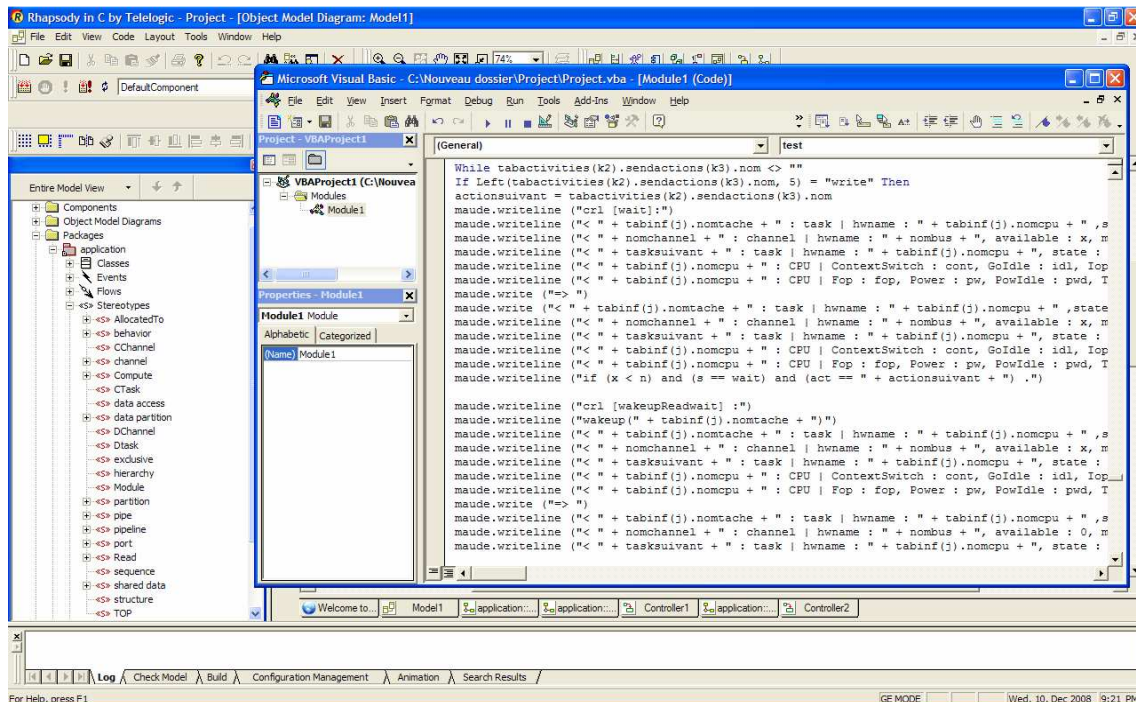 Rhapsody in C by Telelogic - Project - [Object Model Diagram: Model1]
File Edit View Code Layout Tools Window Help
74%
DefaultComponent
Entire Model View
Components
Object Model Diagrams
Packages
application
Classes
Events
Flows
«S» Stereotypes
«S» AllocatedTo
«S» behavior
«S» CChannel
«S» channel
«S» Compute
«S» CTask
«S» data access
«S» data partition
«S» DChannel
«S» Dtask
«S» exclusive
«S» hierarchy
«S» Module
«S» partition
«S» pipe
«S» pipeline
«S» port
«S» Read
«S» sequence
«S» shared data
«S» structure
«S» TOP
Microsoft Visual Basic - C:\Nouveau dossier\Project\Project.vba - [Module1 (Code)]
File Edit View Insert Format Debug Run Tools Add-Ins Window Help
Project - VBAProject1
VBAProject1 (C:\Nouvea
Modules
Module1
Properties - Module1
Module1 Module
Alphabetic Categorized
(Name) Module1
(General) test
While tabactivities(k2).sendactions(k3).nom <> ""
If Left(tabactivities(k2).sendactions(k3).nom, 5) = "write" Then
actionsuivant = tabactivities(k2).sendactions(k3).nom
maude.writeline ("crl [wait]:")
maude.writeline ("< " + tabinf(j).nomtache + " : task | hwname : " + tabinf(j).nomcpu + " ,s
maude.writeline ("< " + nomchannel + " : channel | hwname : " + nombus + ", available : x, m
maude.writeline ("< " + tasksuivant + " : task | hwname : " + tabinf(j).nomcpu + ", state :
maude.writeline ("< " + tabinf(j).nomcpu + " : CPU | ContextSwitch : cont, GoIdle : idl, Iop
maude.writeline ("< " + tabinf(j).nomcpu + " : CPU | Fop : fop, Power : pw, PowIdle : pwd, T
maude.write ("=> ")
maude.write ("< " + tabinf(j).nomtache + " : task | hwname : " + tabinf(j).nomcpu + " ,state
maude.writeline ("< " + nomchannel + " : channel | hwname : " + nombus + ", available : x, m
maude.writeline ("< " + tasksuivant + " : task | hwname : " + tabinf(j).nomcpu + ", state :
maude.writeline ("< " + tabinf(j).nomcpu + " : CPU | ContextSwitch : cont, GoIdle : idl, Iop
maude.writeline ("< " + tabinf(j).nomcpu + " : CPU | Fop : fop, Power : pw, PowIdle : pwd, T
maude.writeline ("if (x < n) and (s == wait) and (act == " + actionsuivant + ") .")
maude.writeline ("crl [wakeupReadwait] :")
maude.writeline ("wakeup(" + tabinf(j).nomtache + ")")
maude.writeline ("< " + tabinf(j).nomtache + " : task | hwname : " + tabinf(j).nomcpu + " ,s
maude.writeline ("< " + nomchannel + " : channel | hwname : " + nombus + ", available : x, m
maude.writeline ("< " + tasksuivant + " : task | hwname : " + tabinf(j).nomcpu + ", state :
maude.writeline ("< " + tabinf(j).nomcpu + " : CPU | ContextSwitch : cont, GoIdle : idl, Iop
maude.writeline ("< " + tabinf(j).nomcpu + " : CPU | Fop : fop, Power : pw, PowIdle : pwd, T
maude.write ("=> ")
maude.writeline ("< " + tabinf(j).nomtache + " : task | hwname : " + tabinf(j).nomcpu + " ,s
maude.writeline ("< " + nomchannel + " : channel | hwname : " + nombus + ", available : 0, m
maude.writeline ("< " + tasksuivant + " : task | hwname : " + tabinf(j).nomcpu + ", state :
Welcome to... Model1 application::... application::... Controller1 application::... Controller2
Log Check Model Build Configuration Management Animation Search Results
For Help, press F1 GE MODE Wed, 10, Dec 2008 9:21 PM